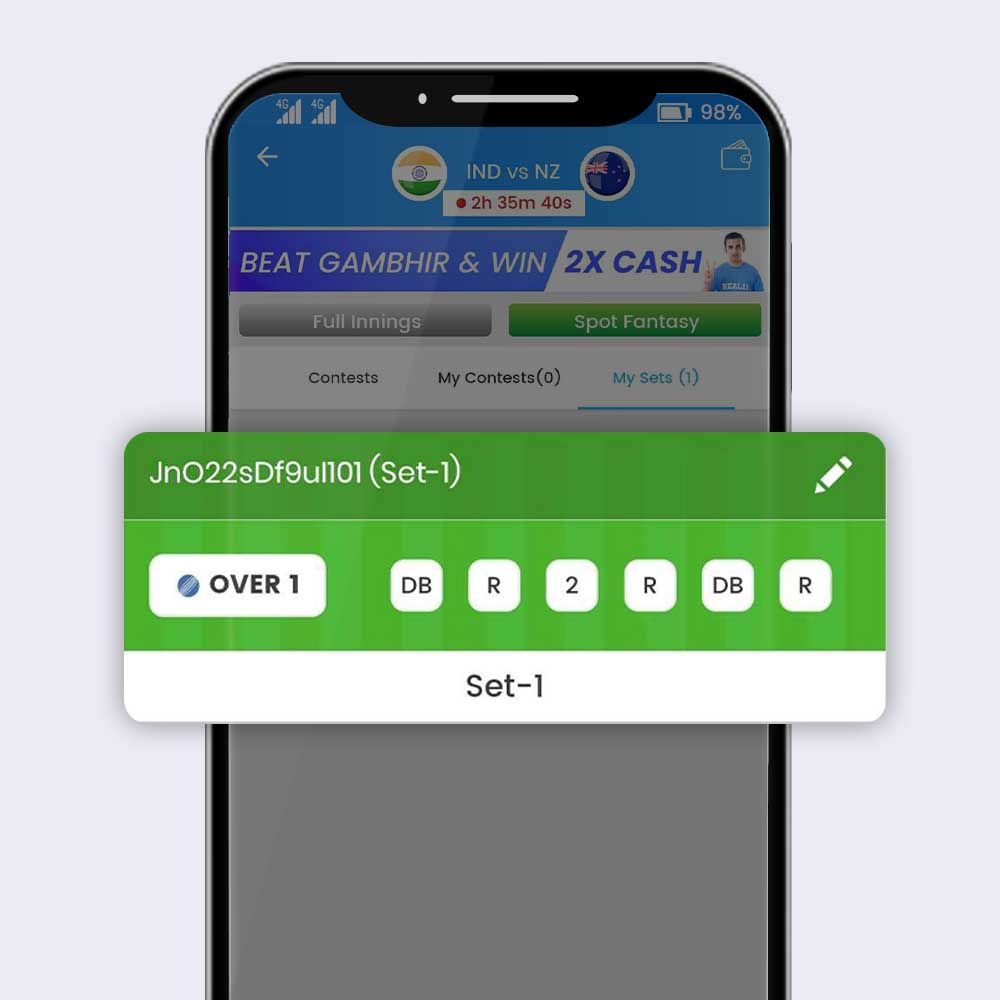 4G 4G 98%
IND vs NZ
2h 35m 40s
BEAT GAMBHIR & WIN 2X CASH
Full Innings Spot Fantasy
Contests My Contests(0) My Sets (1)
JnO22sDf9ul101 (Set-1)
OVER 1 DB R 2 R DB R
Set-1